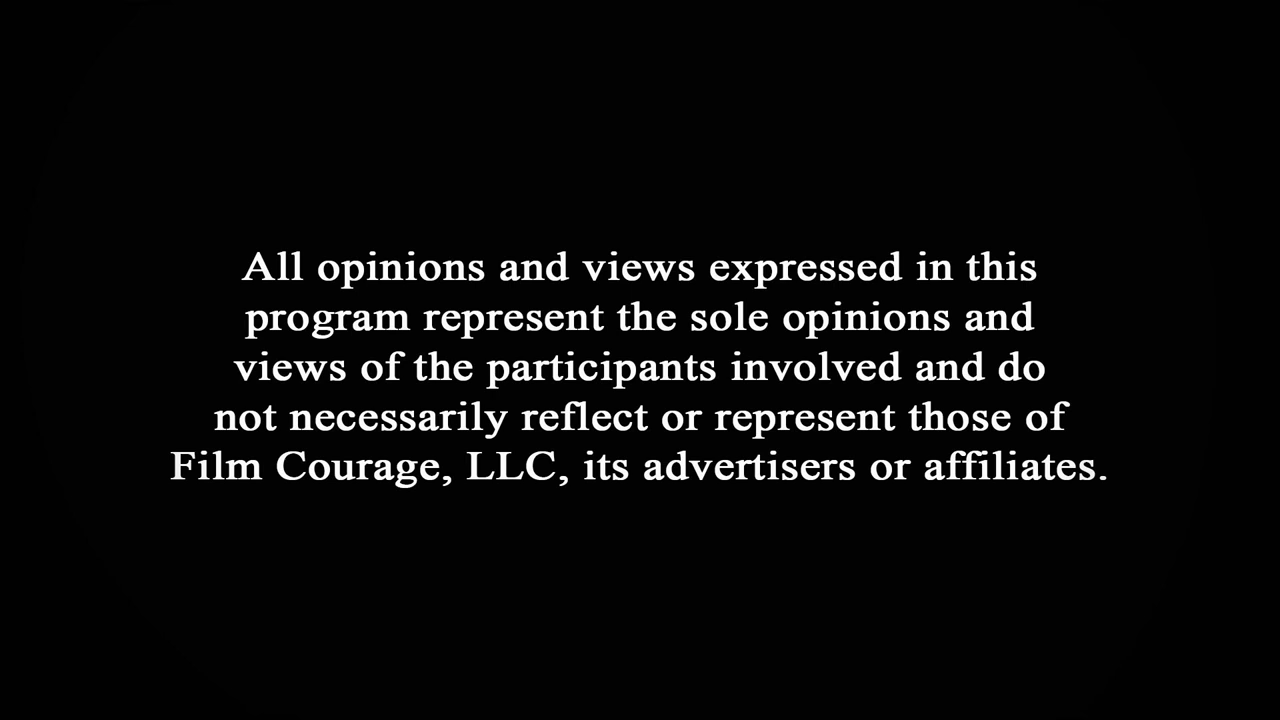 All opinions and views expressed in this
program represent the sole opinions and
views of the participants involved and do
not necessarily reflect or represent those of
Film Courage, LLC, its advertisers or affiliates.